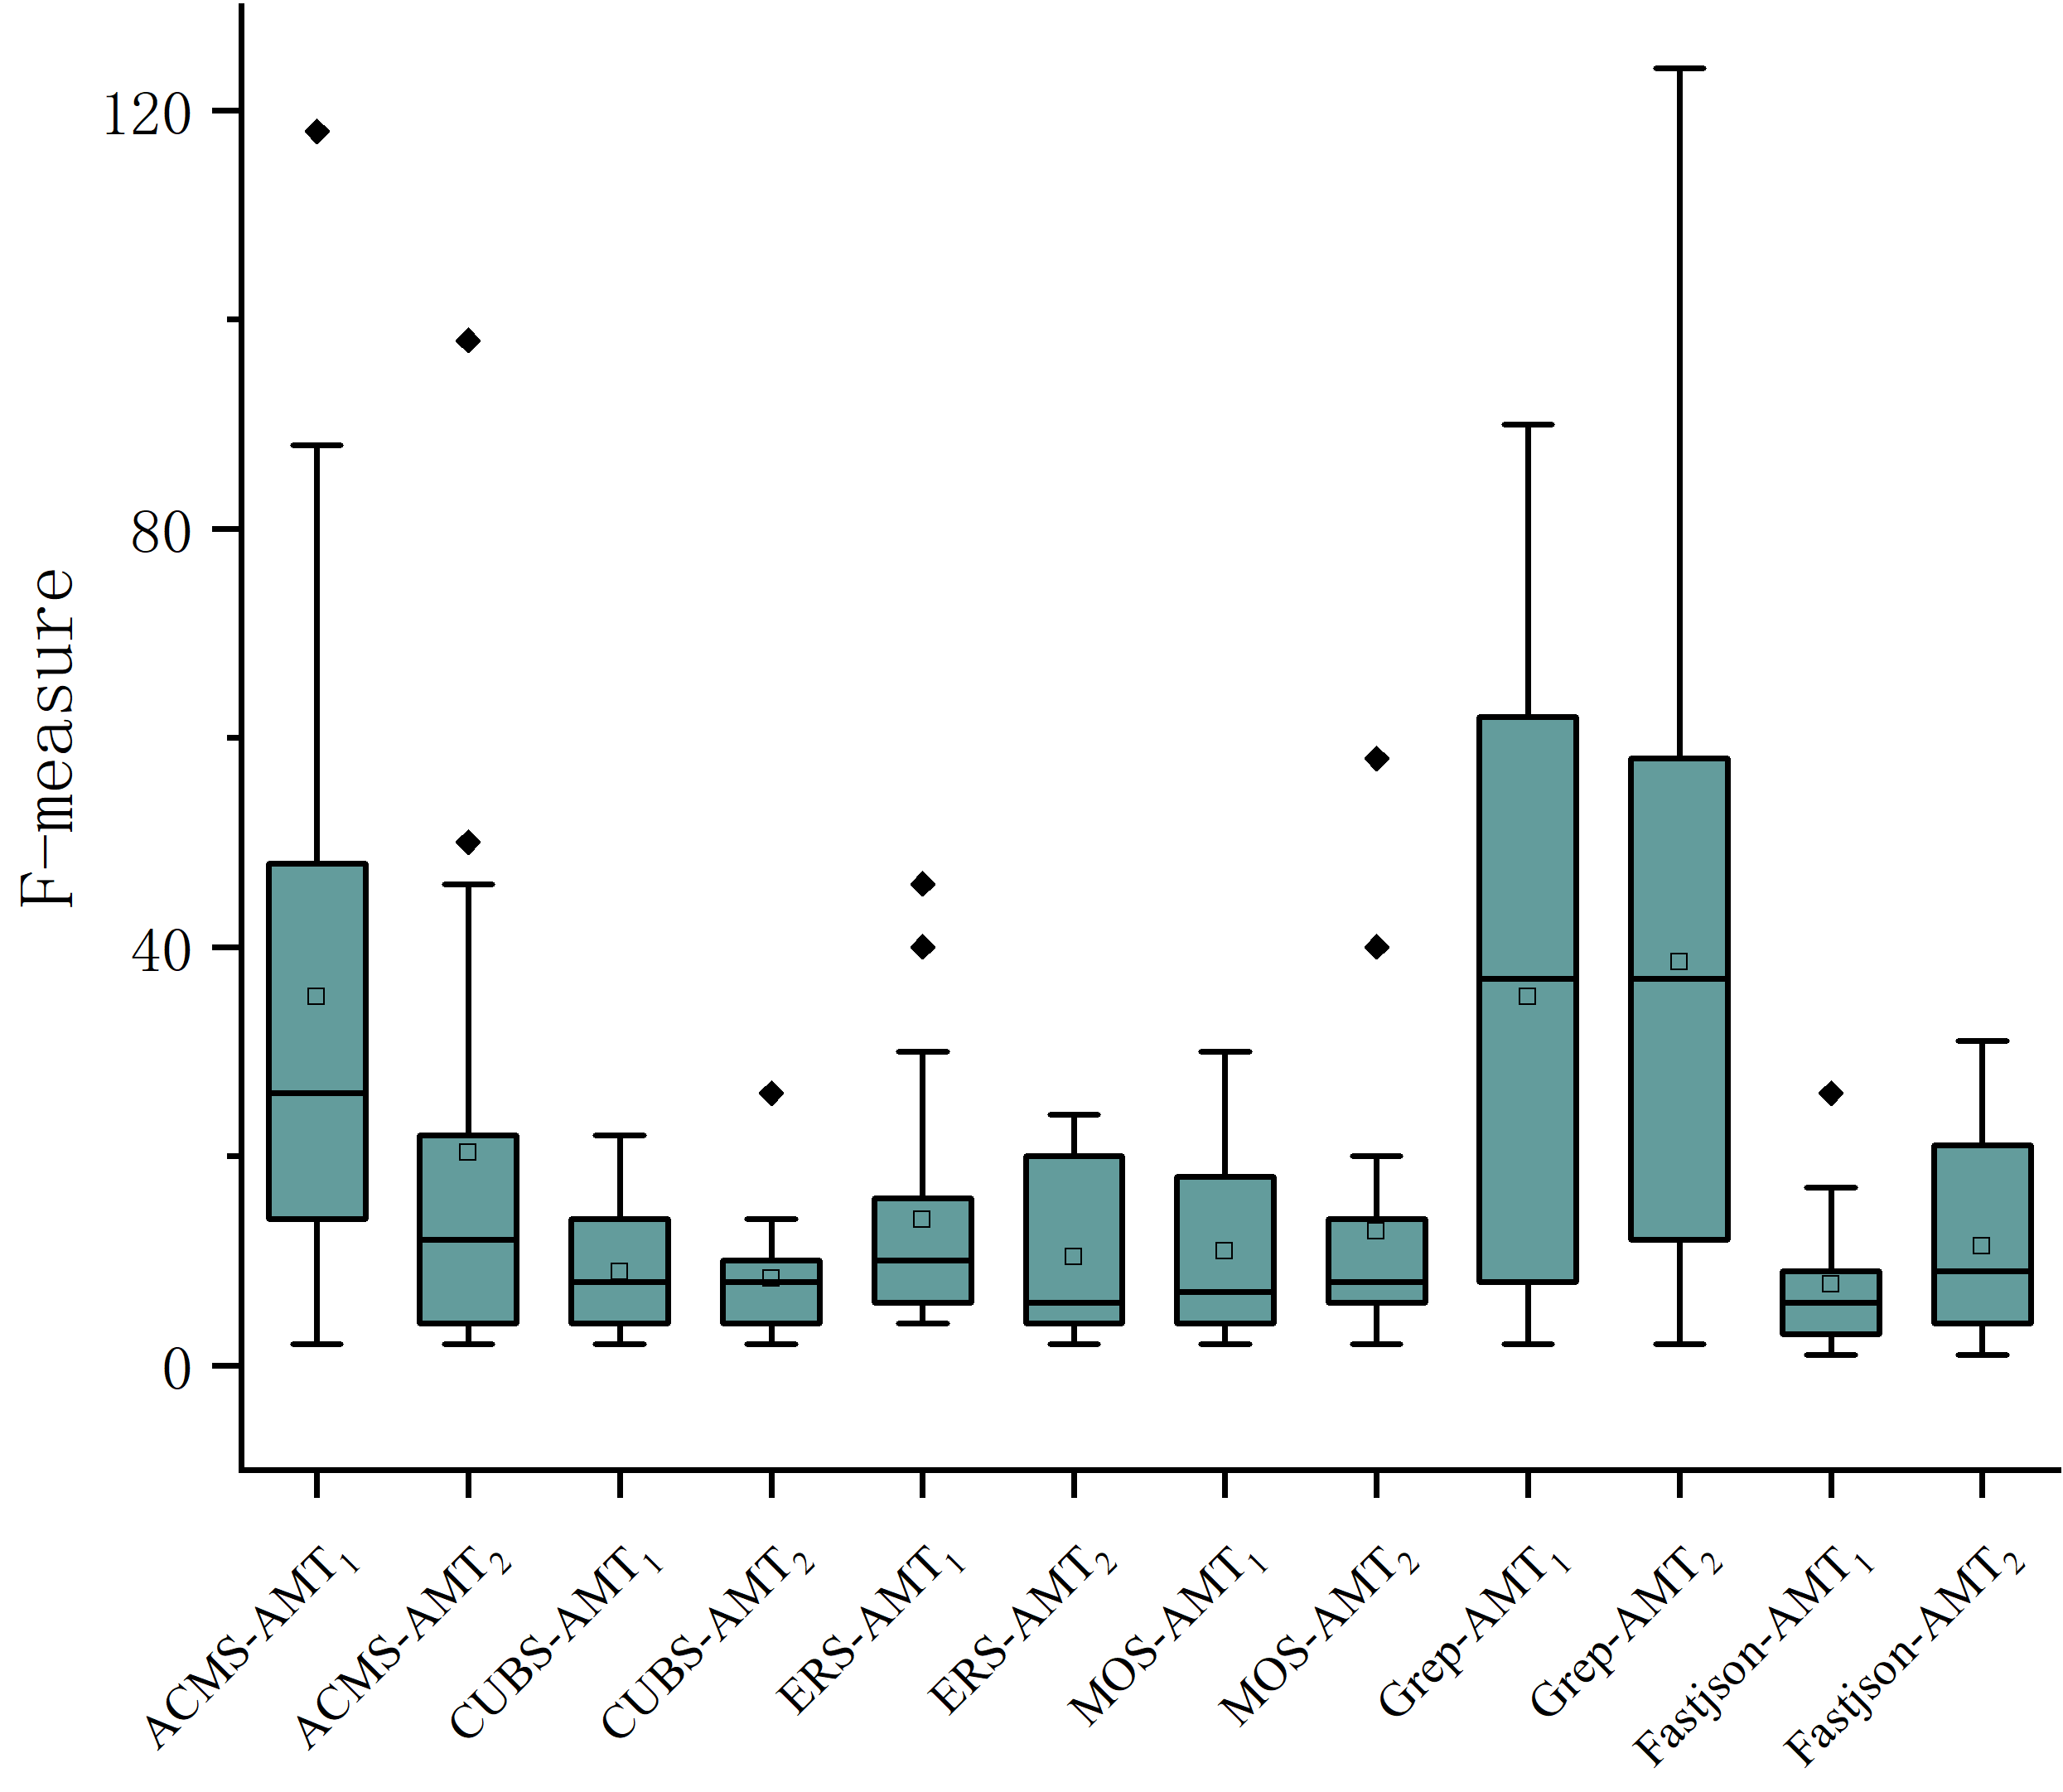 F-measure
120
80
40
0
ACMS-AMT₁
ACMS-AMT₂
CUBS-AMT₁
CUBS-AMT₂
ERS-AMT₁
ERS-AMT₂
MOS-AMT₁
MOS-AMT₂
Grep-AMT₁
Grep-AMT₂
Fastjson-AMT₁
Fastjson-AMT₂